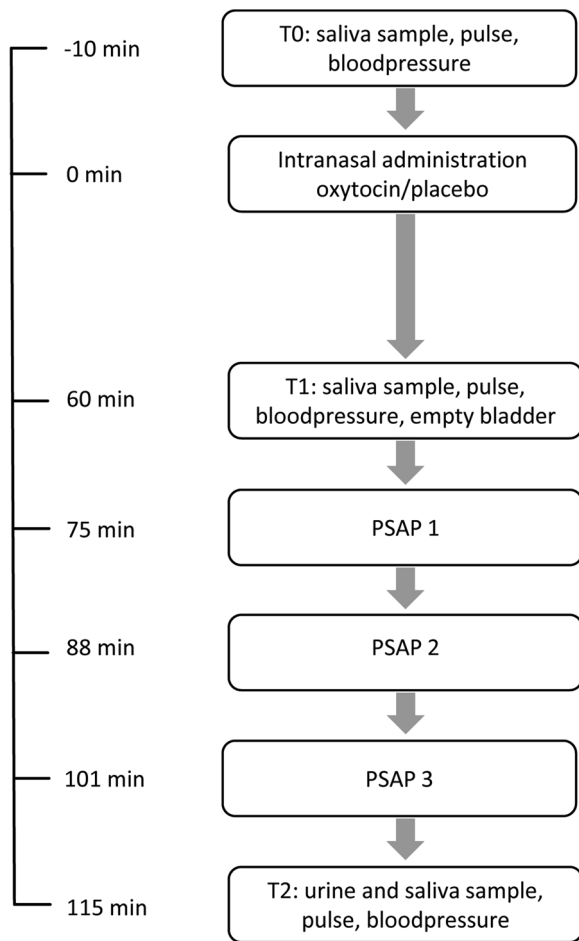 -10 min
T0: saliva sample, pulse,
bloodpressure
0 min
Intranasal administration
oxytocin/placebo
60 min
T1: saliva sample, pulse,
bloodpressure, empty bladder
75 min
PSAP 1
88 min
PSAP 2
101 min
PSAP 3
115 min
T2: urine and saliva sample,
pulse, bloodpressure